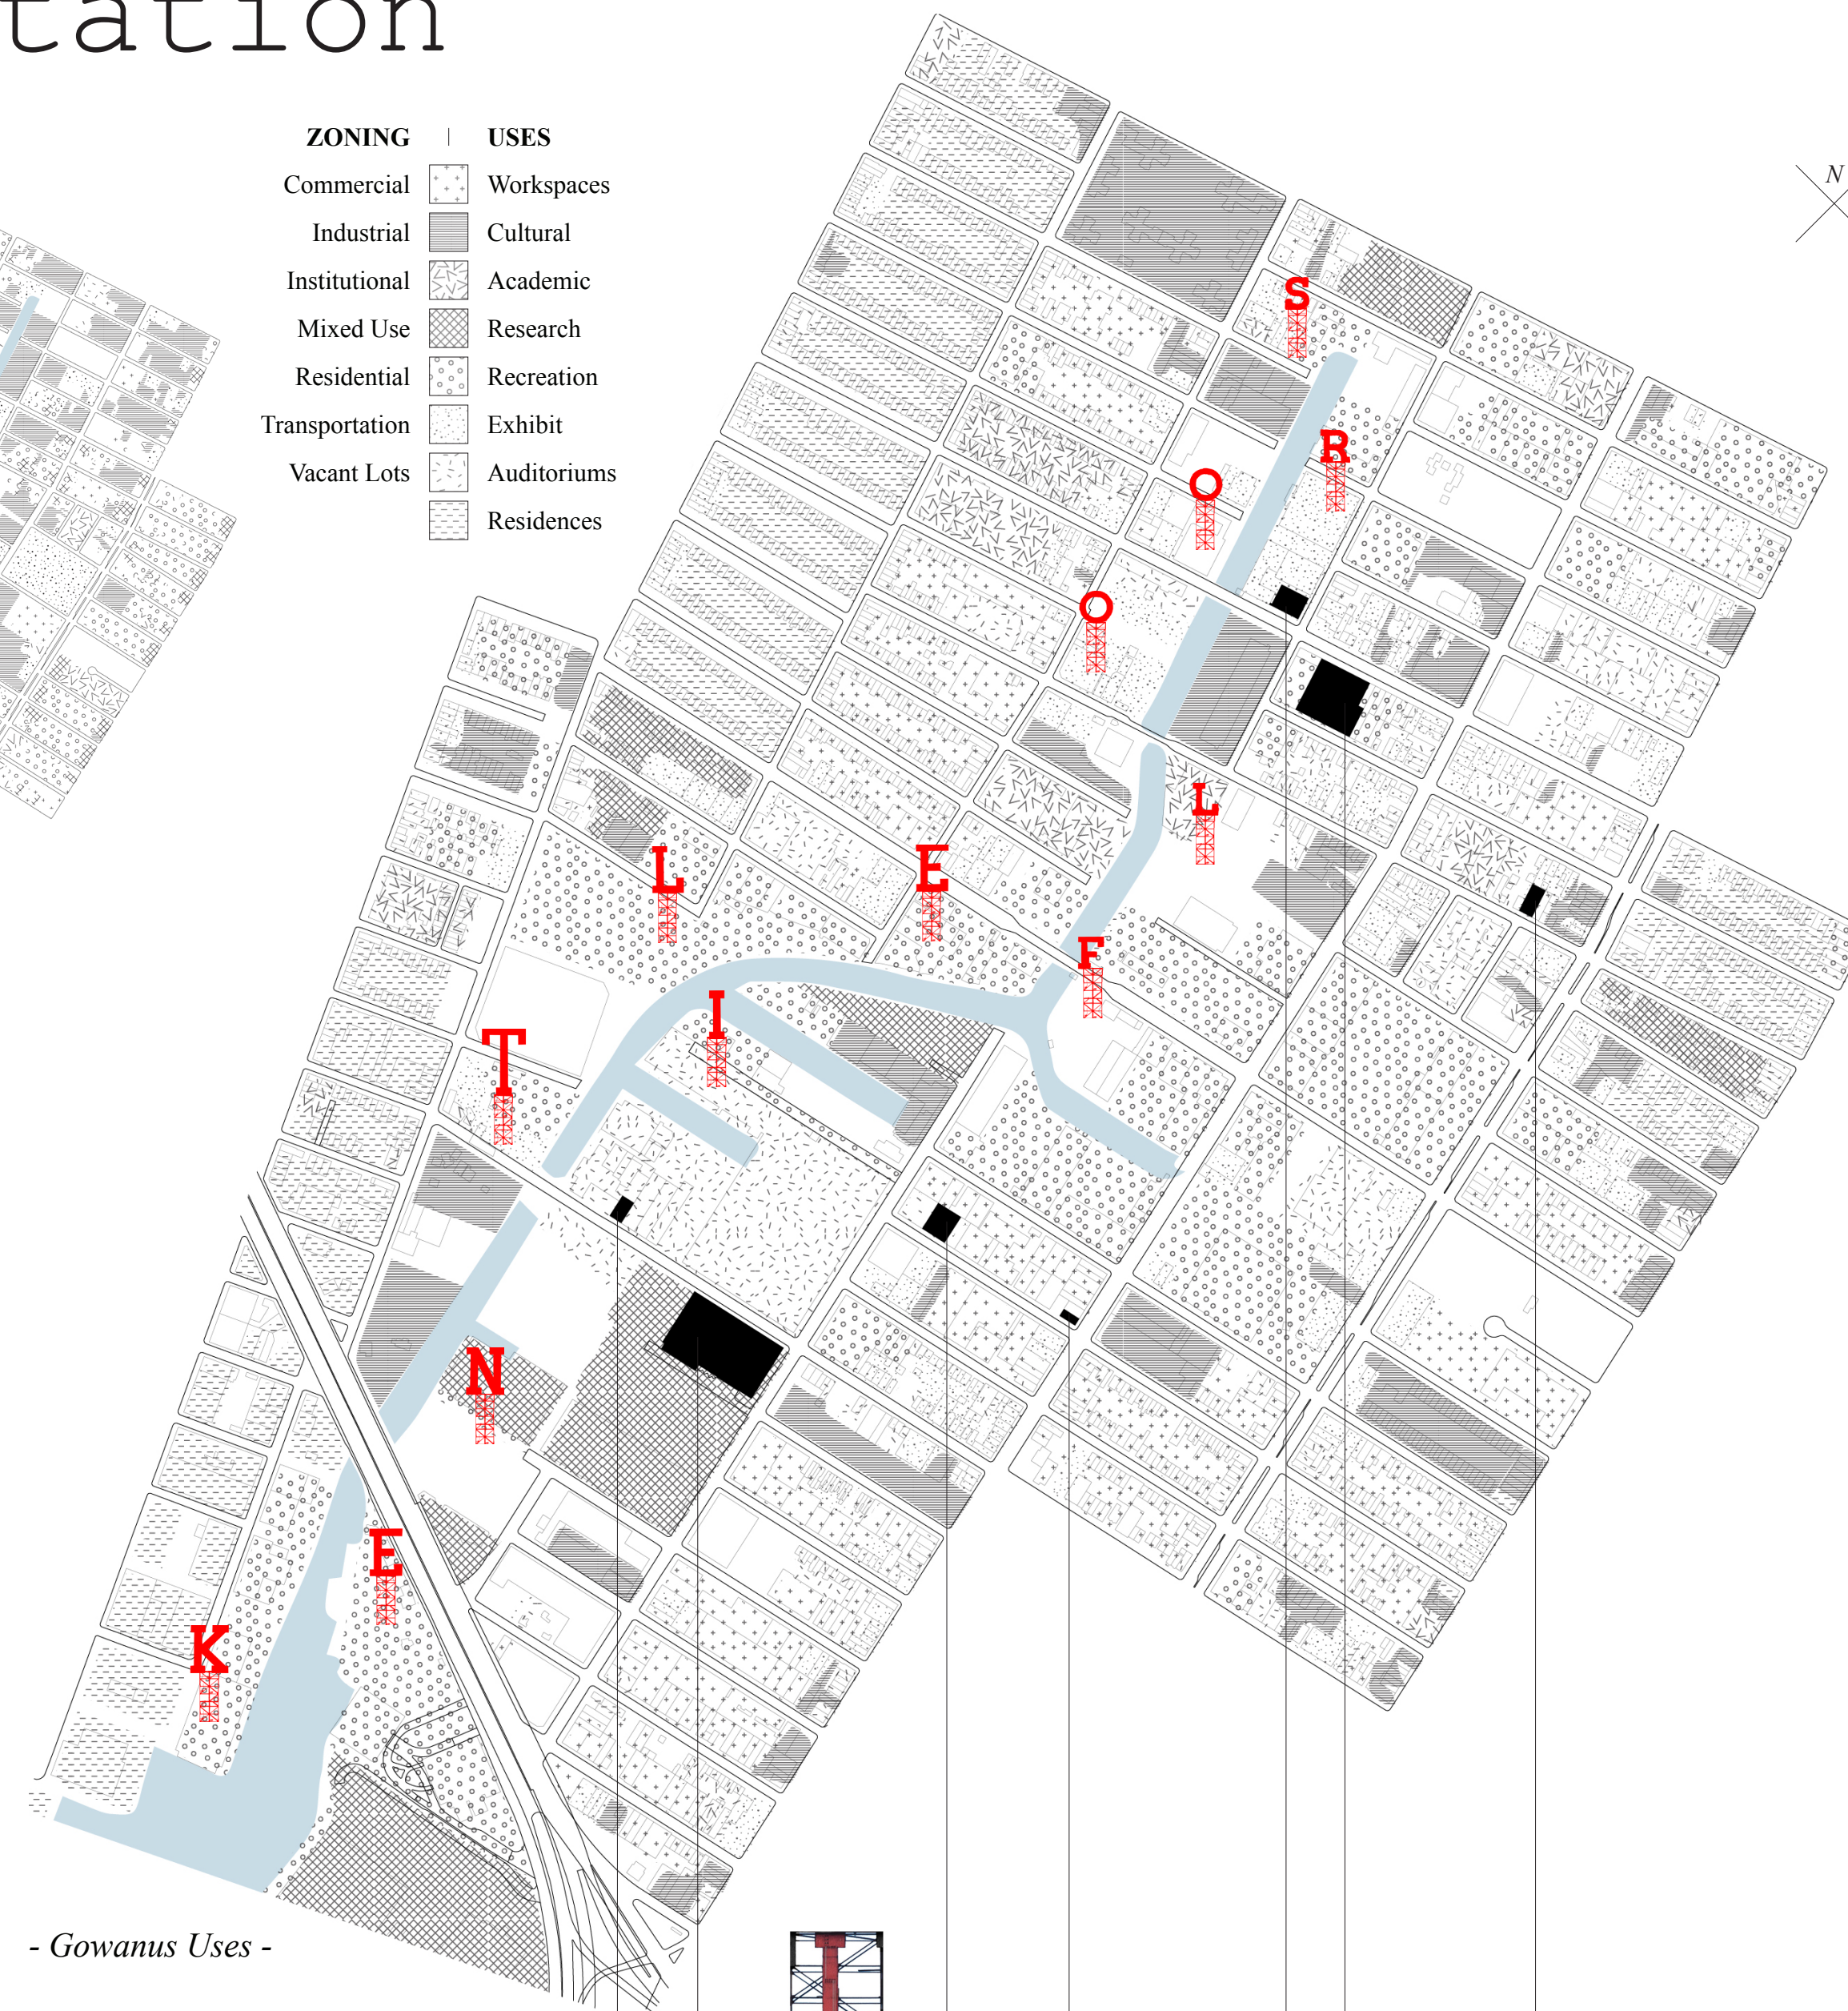 tation
ZONING | USES
Commercial Workspaces
Industrial Cultural
Institutional Academic
Mixed Use Research
Residential Recreation
Transportation Exhibit
Vacant Lots Auditoriums
Residences
N
S
R
O
O
L
L
E
F
I
T
N
E
K
- Gowanus Uses -